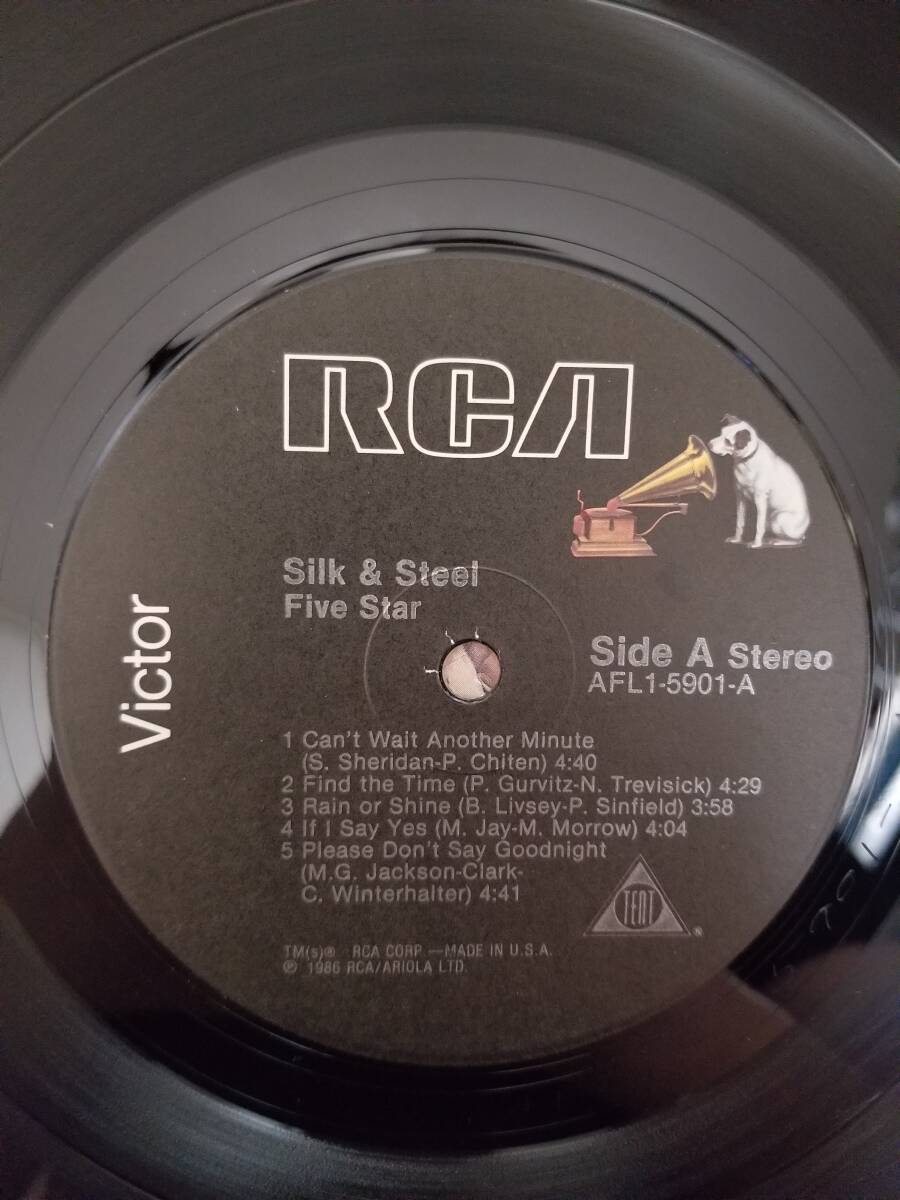 RCA
Silk & Steel
Five Star
Victor
Side A Stereo
AFL1-5901-A
1 Can't Wait Another Minute
(S. Sheridan-P. Chiten) 4:40
2 Find the Time (P. Gurvitz-N. Trevisick) 4:29
3 Rain or Shine (B. Livsey-P. Sinfield) 3:58
4 If I Say Yes (M. Jay-M. Morrow) 4:04
5 Please Don't Say Goodnight
(M.G. Jackson-Clark-
C. Winterhalter) 4:41
TENT
®
TM(s)® RCA CORP —MADE IN U.S.A.
℗ 1986 RCA/ARIOLA LTD.